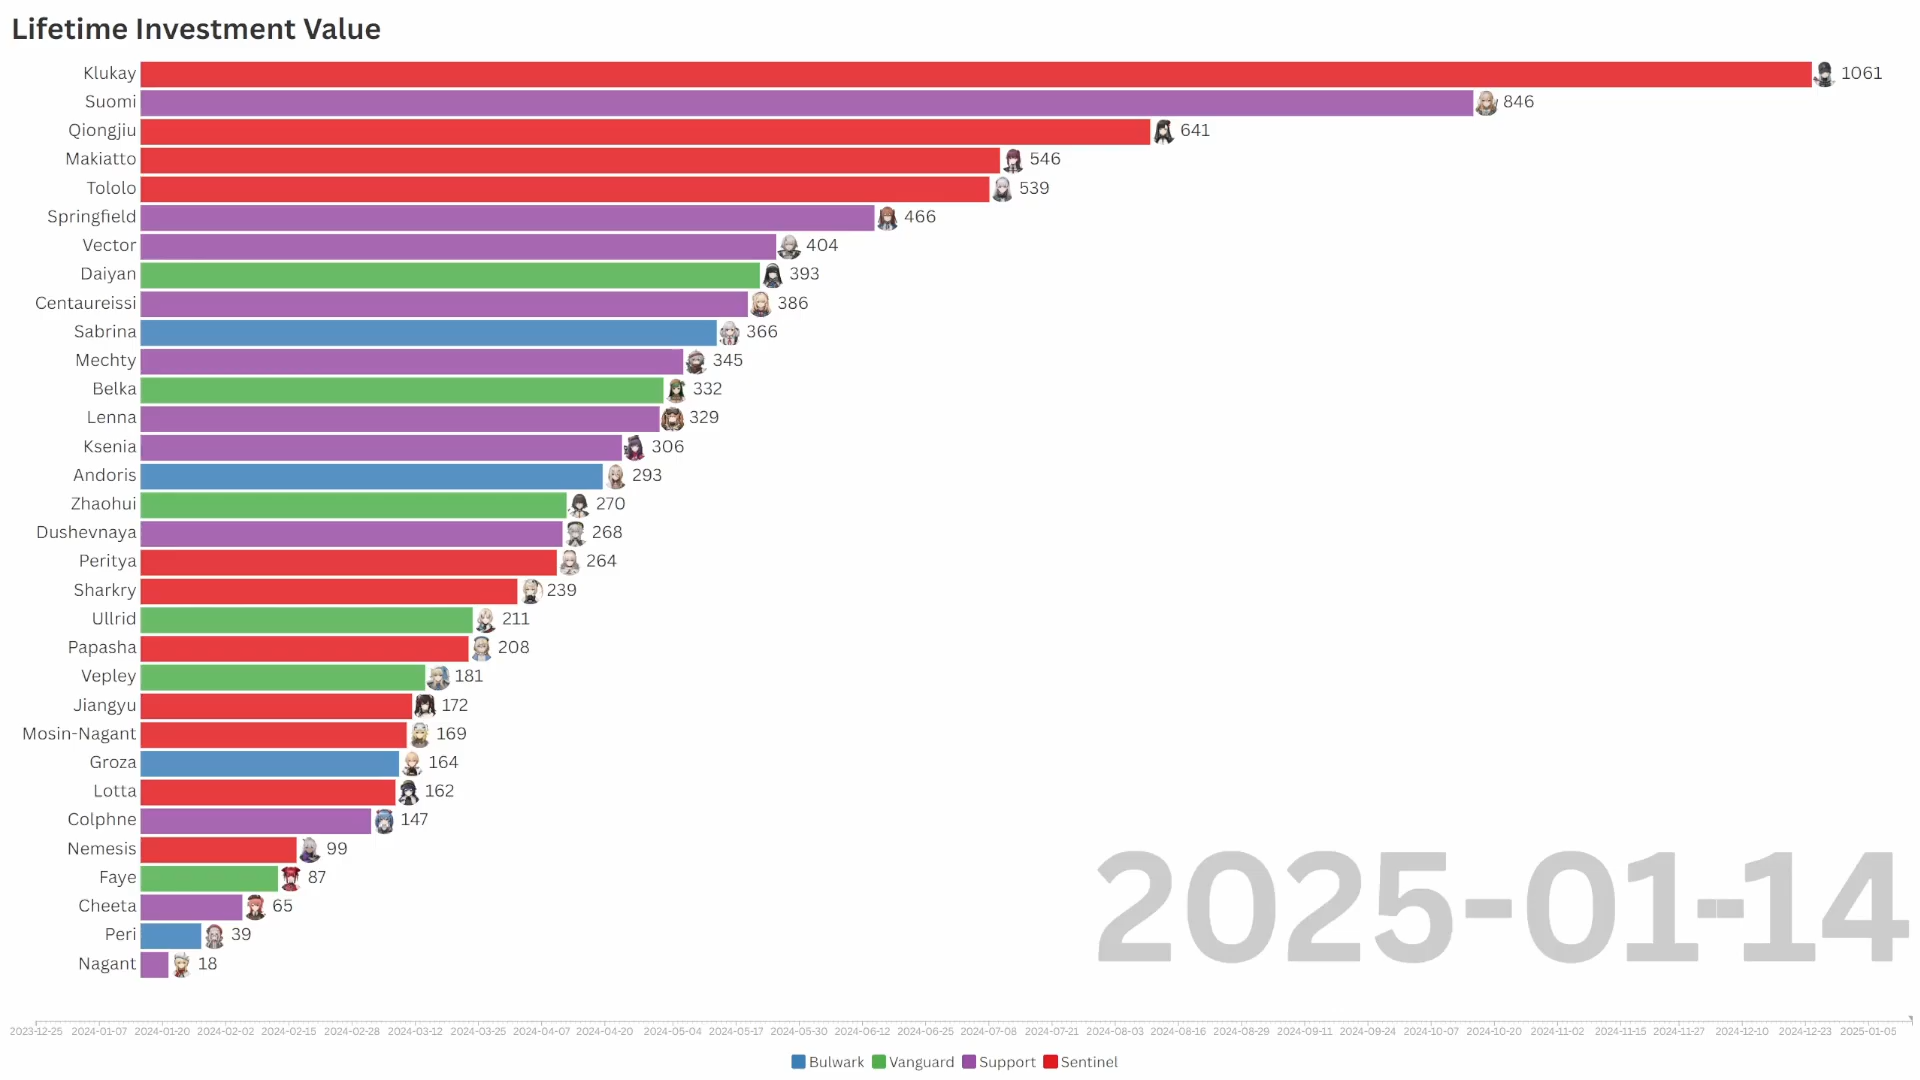 Lifetime Investment Value
Klukay 1061
Suomi 846
Qiongjiu 641
Makiatto 546
Tololo 539
Springfield 466
Vector 404
Daiyan 393
Centaureissi 386
Sabrina 366
Mechty 345
Belka 332
Lenna 329
Ksenia 306
Andoris 293
Zhaohui 270
Dushevnaya 268
Peritya 264
Sharkry 239
Ullrid 211
Papasha 208
Vepley 181
Jiangyu 172
Mosin-Nagant 169
Groza 164
Lotta 162
Colphne 147
Nemesis 99
Faye 87
Cheeta 65
Peri 39
Nagant 18
2025-01-14
2023-12-25 2024-01-07 2024-01-20 2024-02-02 2024-02-15 2024-02-28 2024-03-12 2024-03-25 2024-04-07 2024-04-20 2024-05-04 2024-05-17 2024-05-30 2024-06-12 2024-06-25 2024-07-08 2024-07-21 2024-08-03 2024-08-16 2024-08-29 2024-09-11 2024-09-24 2024-10-07 2024-10-20 2024-11-02 2024-11-15 2024-11-27 2024-12-10 2024-12-23 2025-01-05
Bulwark Vanguard Support Sentinel